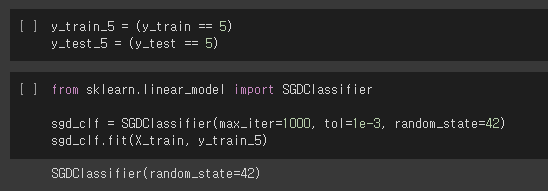 [ ] y_train_5 = (y_train == 5)
y_test_5 = (y_test == 5)
[ ] from sklearn.linear_model import SGDClassifier
sgd_clf = SGDClassifier(max_iter=1000, tol=1e-3, random_state=42)
sgd_clf.fit(X_train, y_train_5)
SGDClassifier(random_state=42)